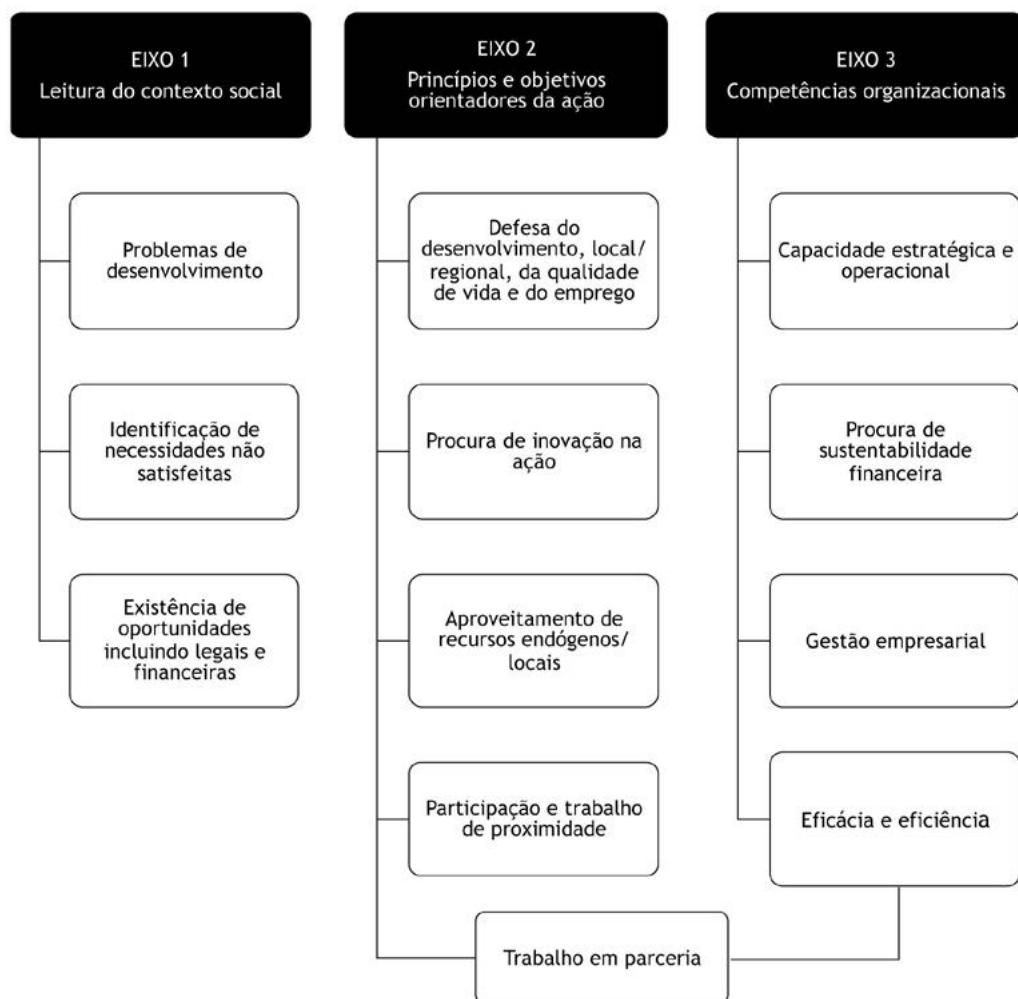 EIXO 1
Leitura do contexto social
Problemas de
desenvolvimento
Identificação de
necessidades não
satisfeitas
Existência de
oportunidades
incluindo legais e
financeiras
EIXO 2
Princípios e objetivos
orientadores da ação
Defesa do
desenvolvimento, local/
regional, da qualidade
de vida e do emprego
Procura de inovação na
ação
Aproveitamento de
recursos endógenos/
locais
Participação e trabalho
de proximidade
EIXO 3
Competências organizacionais
Capacidade estratégica e
operacional
Procura de
sustentabilidade
financeira
Gestão empresarial
Eficácia e eficiência
Trabalho em parceria